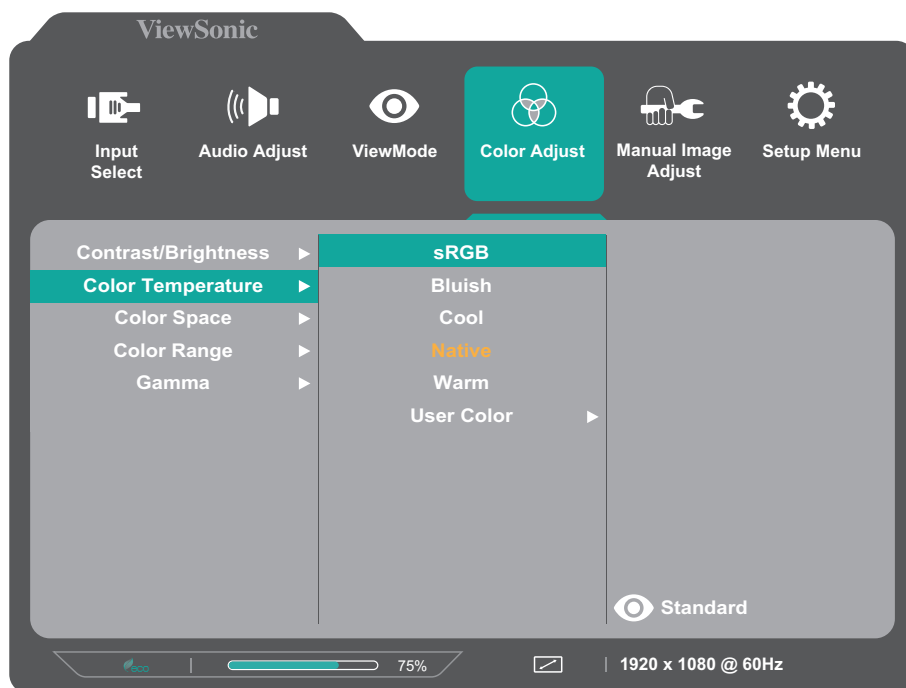 ViewSonic
Input
Select
Audio Adjust
ViewMode
Color Adjust
Manual Image
Adjust
Setup Menu
Contrast/Brightness
Color Temperature
Color Space
Color Range
Gamma
sRGB
Bluish
Cool
Native
Warm
User Color
Standard
eco
75%
1920 x 1080 @ 60Hz